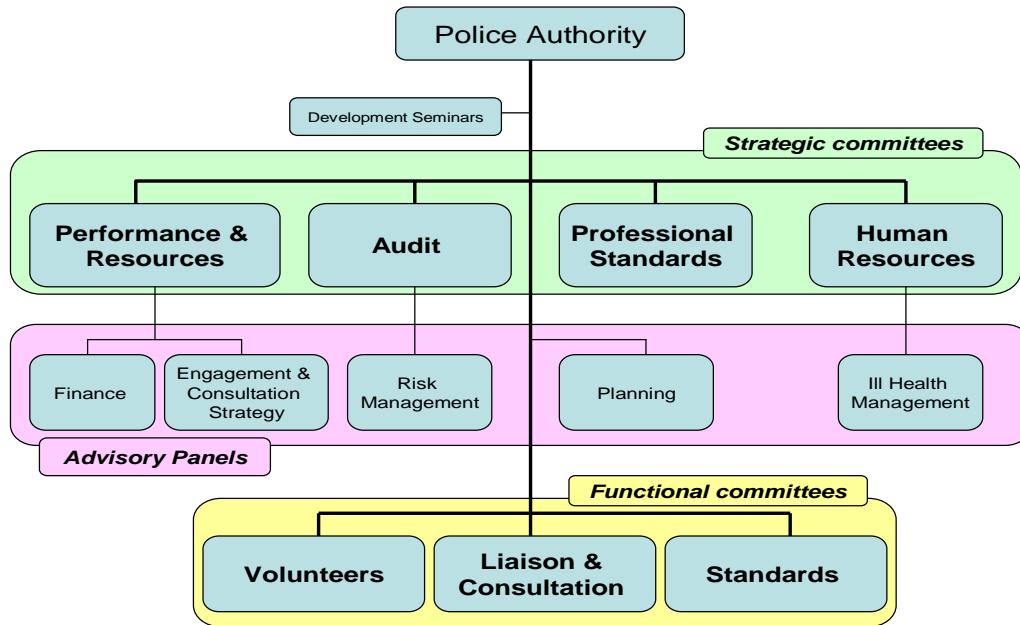 Police Authority
Development Seminars
Strategic committees
Performance &
Resources
Audit
Professional
Standards
Human
Resources
Finance
Engagement &
Consultation
Strategy
Risk
Management
Planning
Ill Health
Management
Advisory Panels
Functional committees
Volunteers
Liaison &
Consultation
Standards